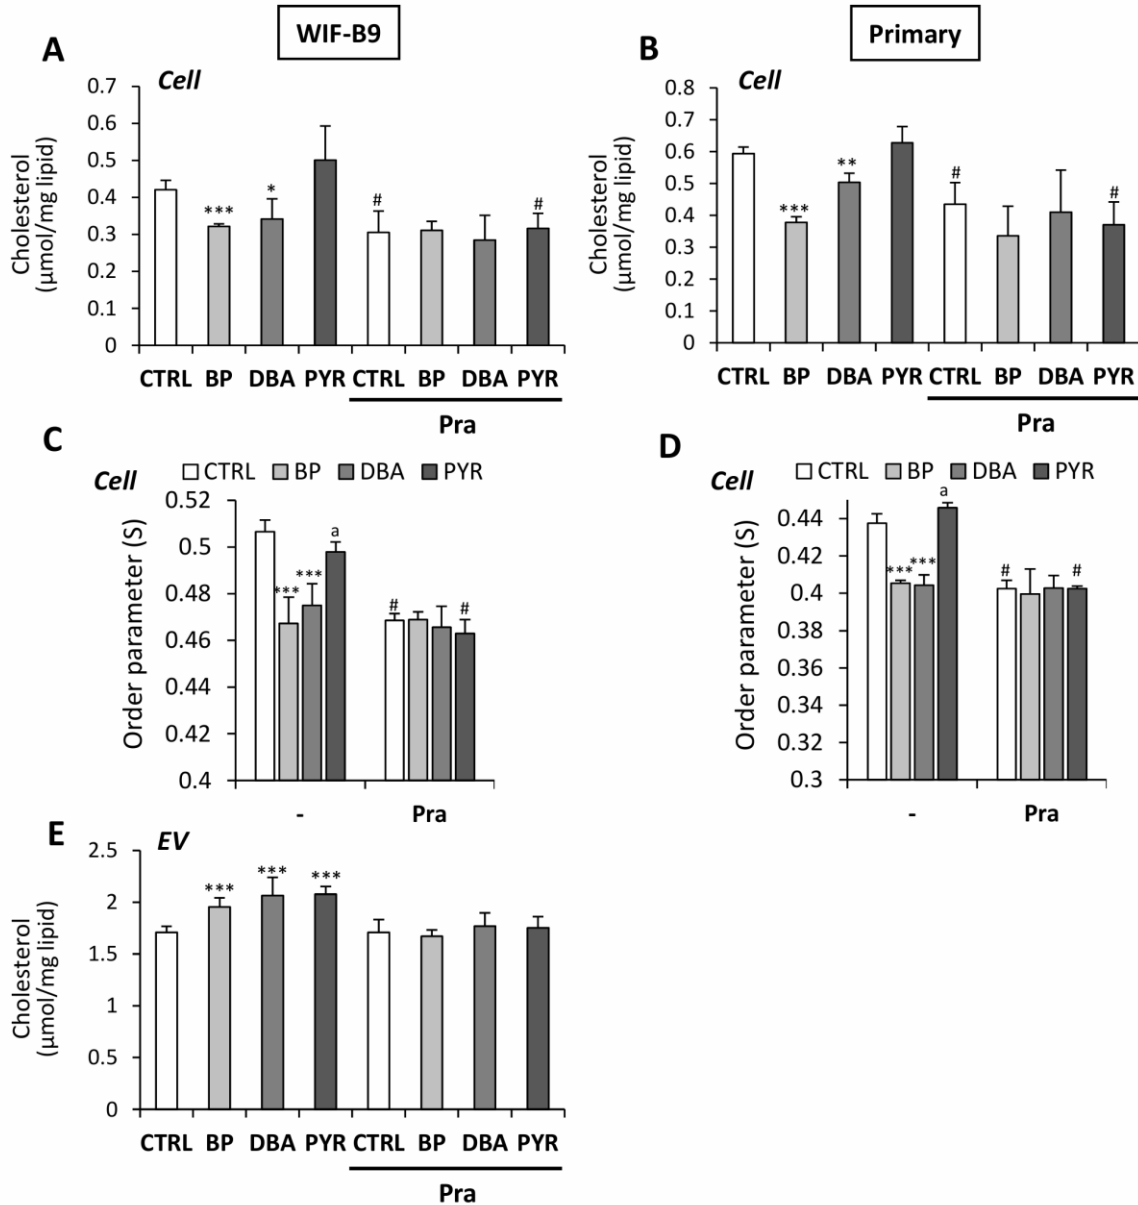 WIF-B9
Primary
A
Cell
Cholesterol
(µmol/mg lipid)
0.7
0.6
0.5
0.4
0.3
0.2
0.1
0
***
*
#
#
CTRL BP DBA PYR CTRL BP DBA PYR
Pra
B
Cell
Cholesterol
(µmol/mg lipid)
0.8
0.7
0.6
0.5
0.4
0.3
0.2
0.1
0
***
**
#
#
CTRL BP DBA PYR CTRL BP DBA PYR
Pra
C
Cell
CTRL BP DBA PYR
Order parameter (S)
0.52
0.5
0.48
0.46
0.44
0.42
0.4
***
***
a
#
#
- Pra
D
Cell
CTRL BP DBA PYR
Order parameter (S)
0.44
0.42
0.4
0.38
0.36
0.34
0.32
0.3
***
***
a
#
#
- Pra
E
EV
Cholesterol
(µmol/mg lipid)
2.5
2
1.5
1
0.5
0
***
***
***
CTRL BP DBA PYR CTRL BP DBA PYR
Pra